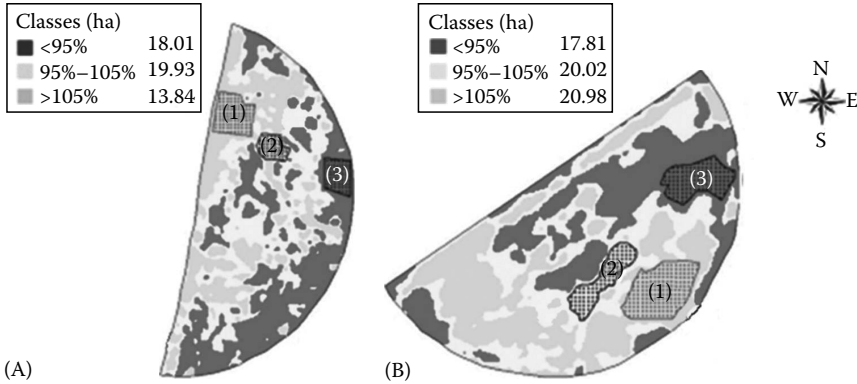 Classes (ha)
<95% 18.01
95%–105% 19.93
>105% 13.84
(1)
(2)
(3)
(A)
Classes (ha)
<95% 17.81
95%–105% 20.02
>105% 20.98
(3)
(2)
(1)
(B)
N
W E
S